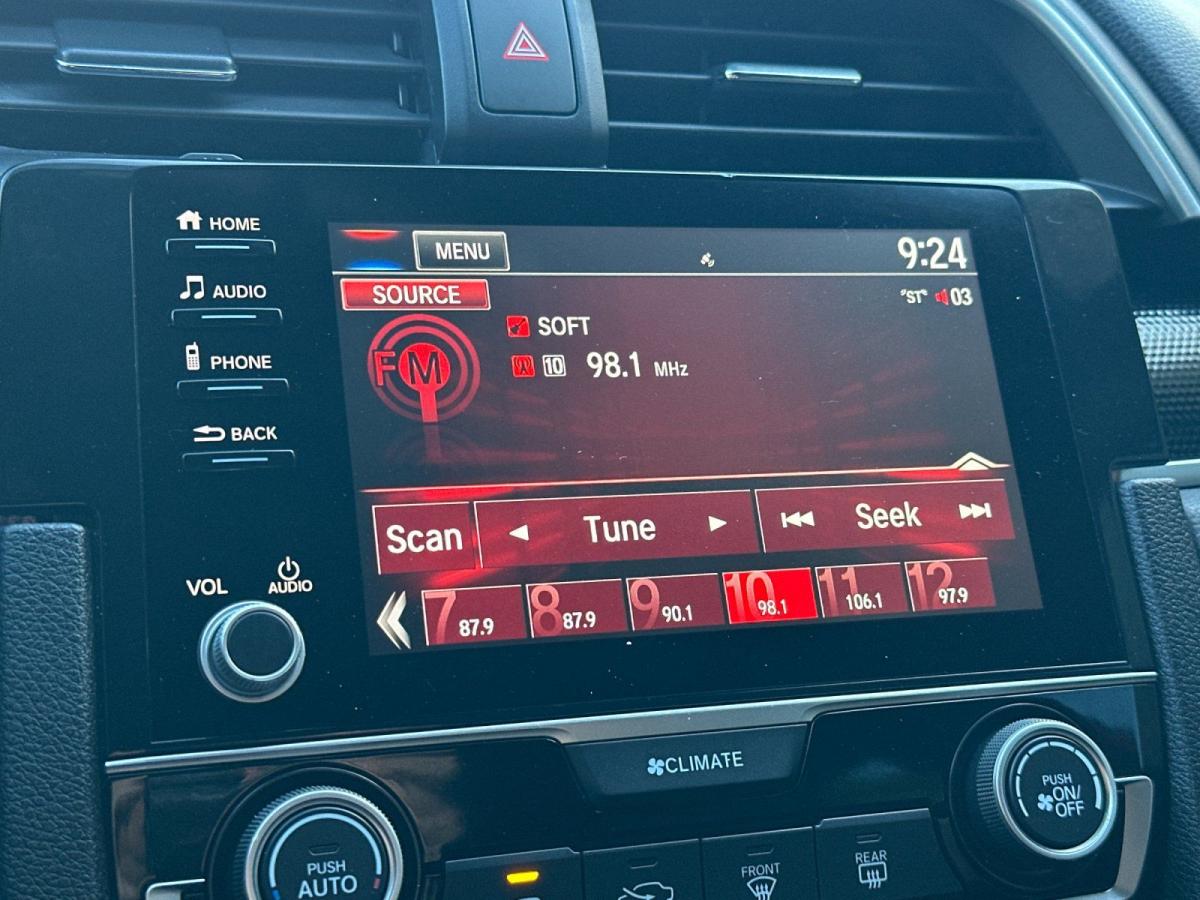 HOME
AUDIO
PHONE
BACK
VOL
AUDIO
MENU
9:24
SOURCE
"ST" 03
FM
SOFT
10 98.1 MHz
Scan Tune Seek
7 87.9
8 87.9
9 90.1
10 98.1
11 106.1
12 97.9
CLIMATE
PUSH
AUTO
FRONT
REAR
PUSH
ON/
OFF